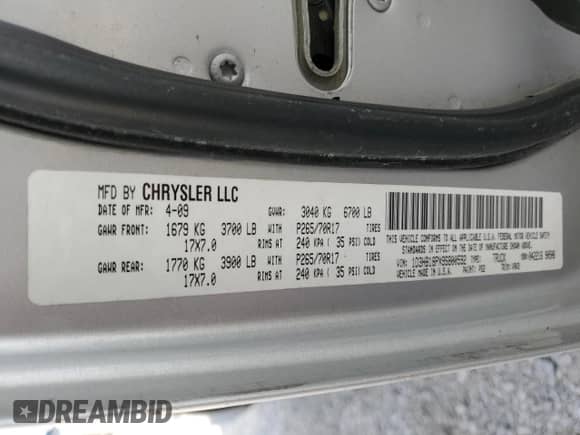 MFD BY CHRYSLER LLC
DATE OF MFR: 4-09 GVWR: 3040 KG 6700 LB
GAWR FRONT: 1679 KG 3700 LB WITH P265/70R17 TIRES
17X7.0 RIMS AT 240 KPA ( 35 PSI) COLD
GAWR REAR: 1770 KG 3900 LB WITH P265/70R17 TIRES
17X7.0 RIMS AT 240 KPA ( 35 PSI) COLD
THIS VEHICLE CONFORMS TO ALL
APPLICABLE U.S.A. FEDERAL MOTOR VEHICLE SAFETY
STANDARDS IN EFFECT ON THE DATE
OF MANUFACTURE SHOWN ABOVE.
VIN: TYPE: TRUCK
PAINT: TRIM:
DREAMBID